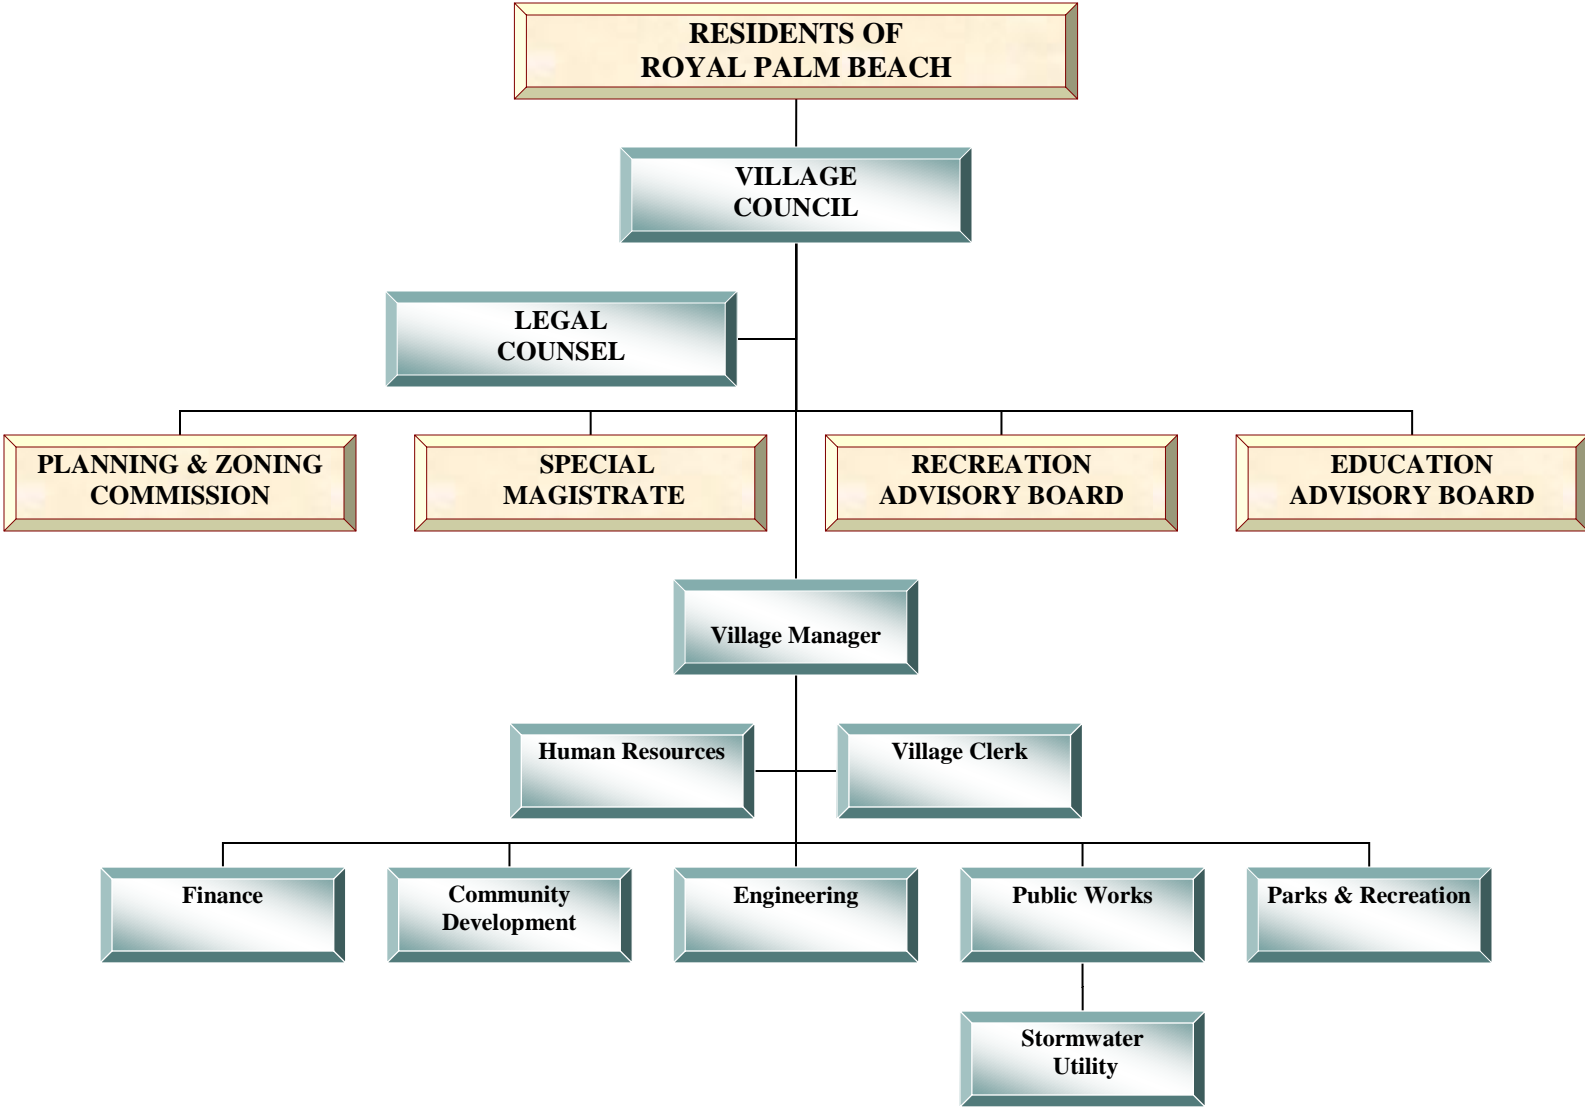 RESIDENTS OF
ROYAL PALM BEACH
VILLAGE
COUNCIL
LEGAL
COUNSEL
PLANNING & ZONING
COMMISSION
SPECIAL
MAGISTRATE
RECREATION
ADVISORY BOARD
EDUCATION
ADVISORY BOARD
Village Manager
Human Resources
Village Clerk
Finance
Community
Development
Engineering
Public Works
Parks & Recreation
Stormwater
Utility